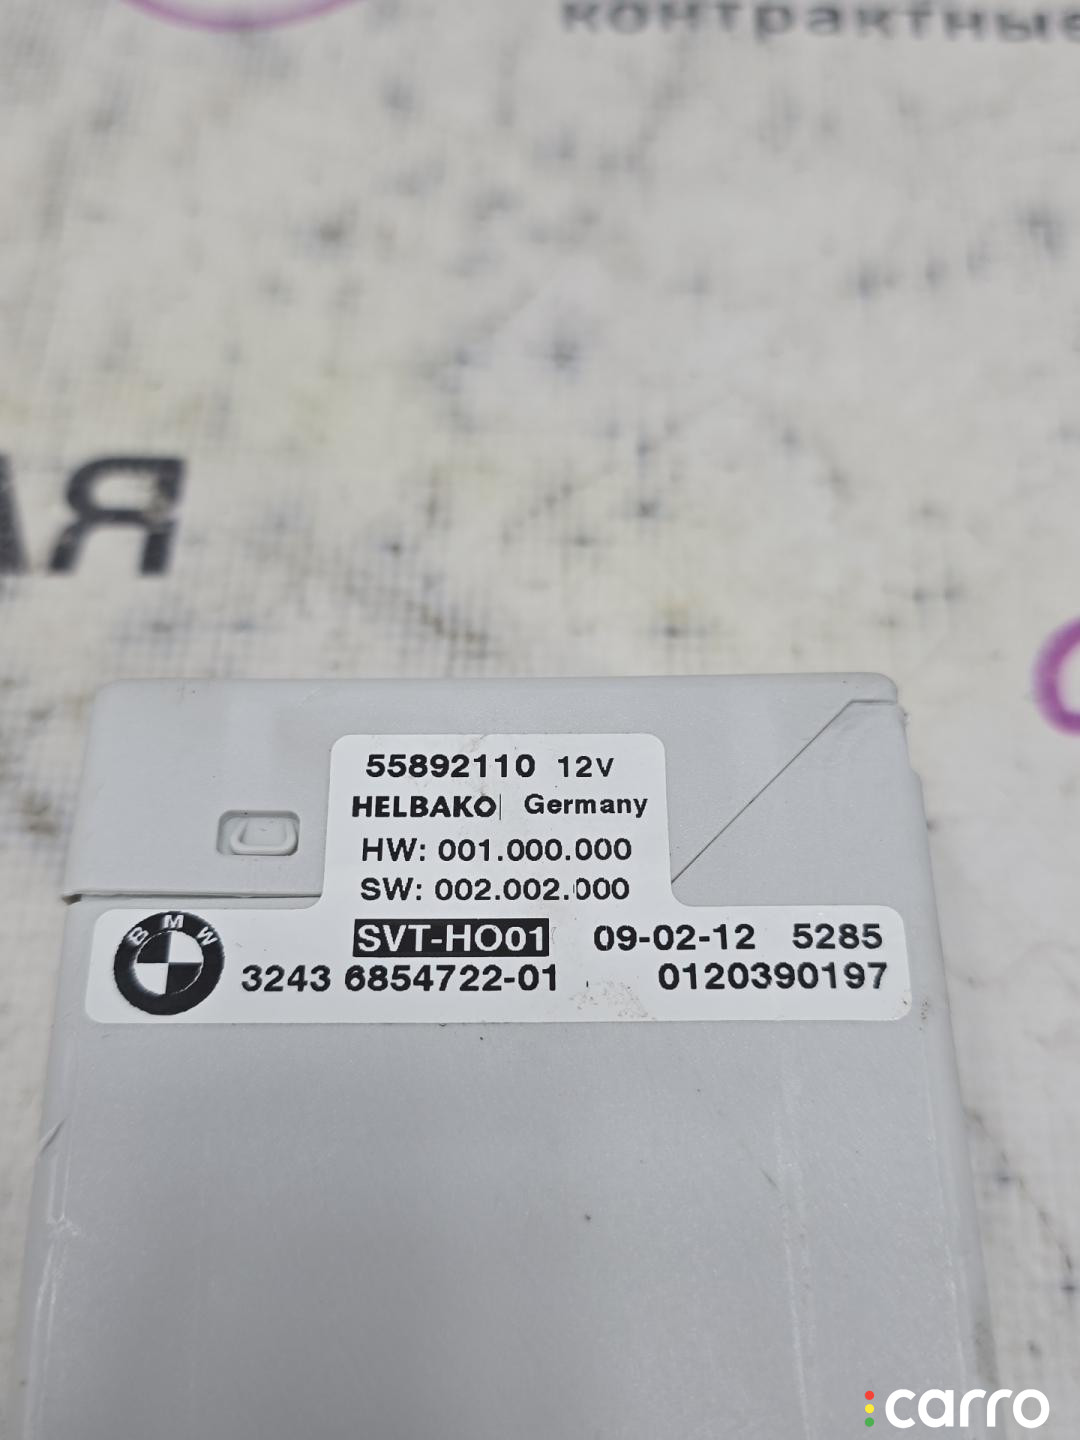 контрактные
55892110 12V
HELBAKO Germany
HW: 001.000.000
SW: 002.002.000
SVT-HO01 09-02-12 5285
BMW
3243 6854722-01 0120390197
carro